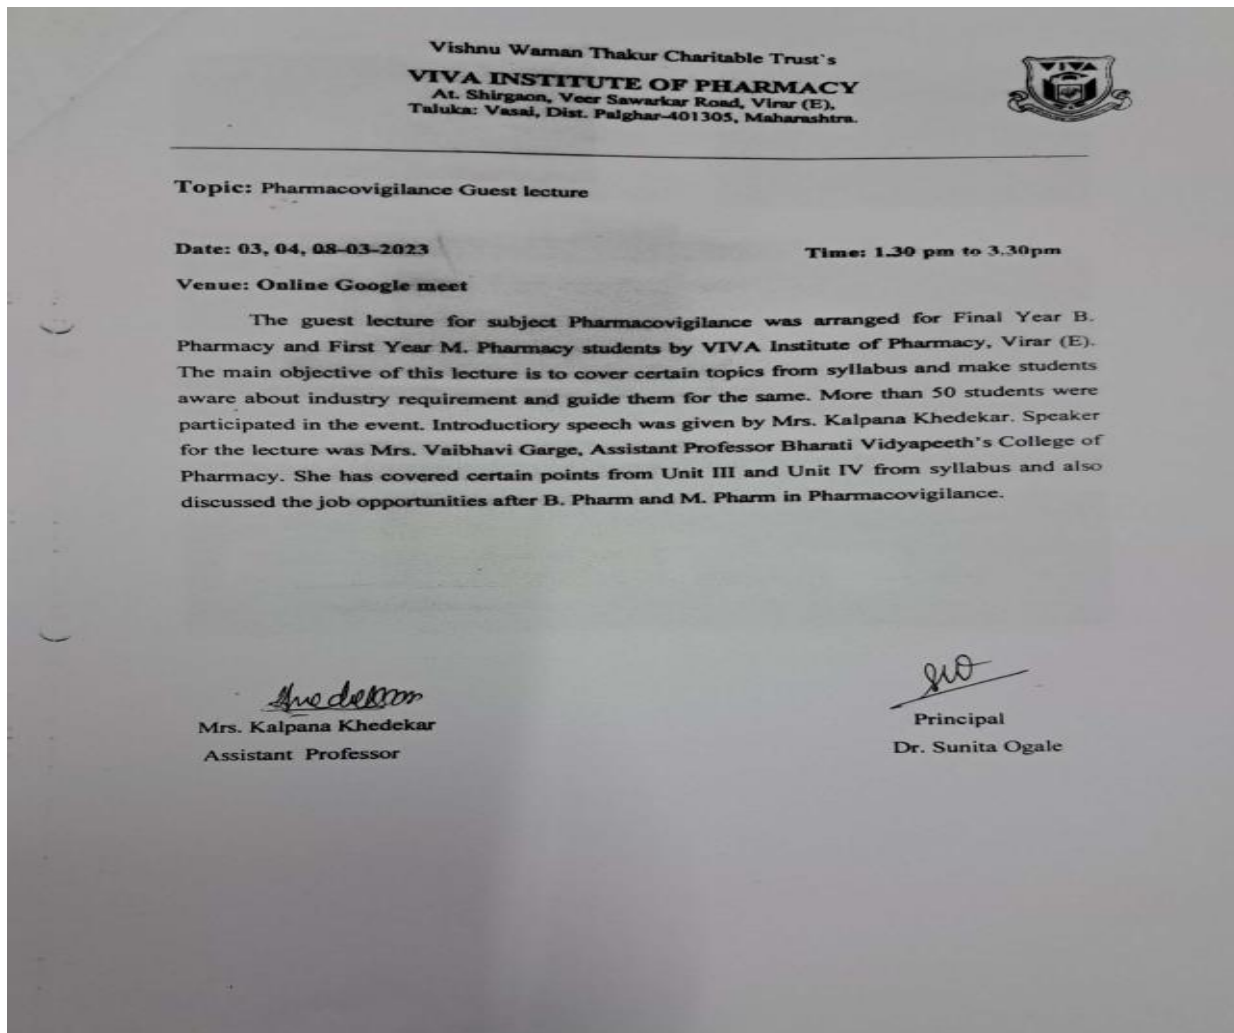 Vishnu Waman Thakur Charitable Trust`s
VIVA INSTITUTE OF PHARMACY
At. Shirgaon, Veer Sawarkar Road, Virar (E),
Taluka: Vasai, Dist. Palghar-401305, Maharashtra.
VIVA
Topic: Pharmacovigilance Guest lecture
Date: 03, 04, 08-03-2023 Time: 1.30 pm to 3.30pm
Venue: Online Google meet
The guest lecture for subject Pharmacovigilance was arranged for Final Year B.
Pharmacy and First Year M. Pharmacy students by VIVA Institute of Pharmacy, Virar (E).
The main objective of this lecture is to cover certain topics from syllabus and make students
aware about industry requirement and guide them for the same. More than 50 students were
participated in the event. Introductiory speech was given by Mrs. Kalpana Khedekar. Speaker
for the lecture was Mrs. Vaibhavi Garge, Assistant Professor Bharati Vidyapeeth's College of
Pharmacy. She has covered certain points from Unit III and Unit IV from syllabus and also
discussed the job opportunities after B. Pharm and M. Pharm in Pharmacovigilance.
Mrs. Kalpana Khedekar
Assistant Professor
Principal
Dr. Sunita Ogale